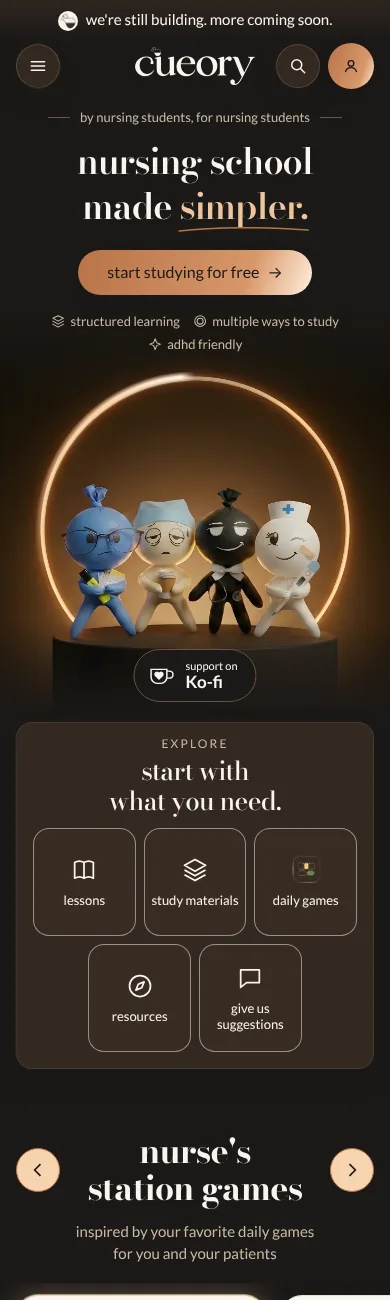 we're still building. more coming soon.
cueory
by nursing students, for nursing students
nursing school
made simpler.
start studying for free →
structured learning multiple ways to study
adhd friendly
support on
Ko-fi
EXPLORE
start with
what you need.
lessons
study materials
daily games
resources
give us
suggestions
nurse's
station games
inspired by your favorite daily games
for you and your patients